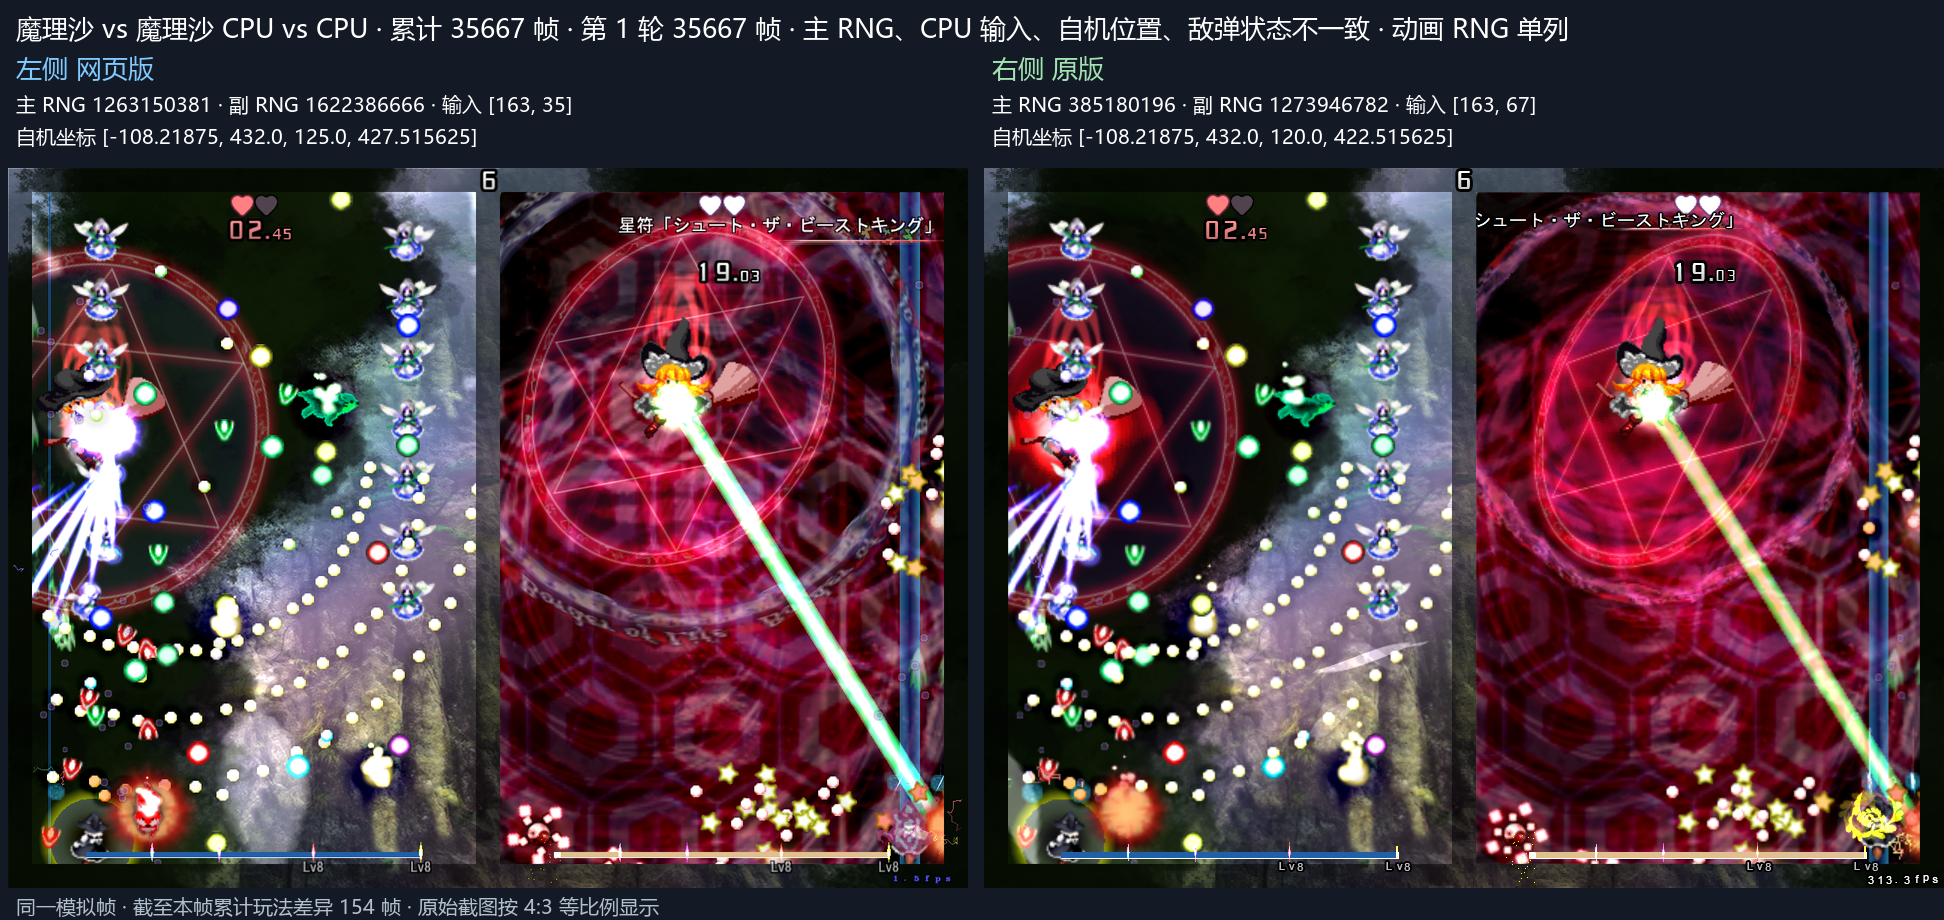 魔理沙 vs 魔理沙 CPU vs CPU · 累计 35667 帧 · 第 1 轮 35667 帧 · 主 RNG、CPU 输入、自机位置、敌弹状态不一致 · 动画 RNG 单列
左侧 网页版
主 RNG 1263150381 · 副 RNG 1622386666 · 输入 [163, 35]
自机坐标 [-108.21875, 432.0, 125.0, 427.515625]
右侧 原版
主 RNG 385180196 · 副 RNG 1273946782 · 输入 [163, 67]
自机坐标 [-108.21875, 432.0, 120.0, 422.515625]
6
02.45
星符「シュート・ザ・ビーストキング」
19.03
Lv8
Lv8
Lv8
Lv8
1.5fps
6
02.45
シュート・ザ・ビーストキング」
19.03
Lv8
Lv8
Lv8
Lv8
313.3fps
同一模拟帧 · 截至本帧累计玩法差异 154 帧 · 原始截图按 4:3 等比例显示